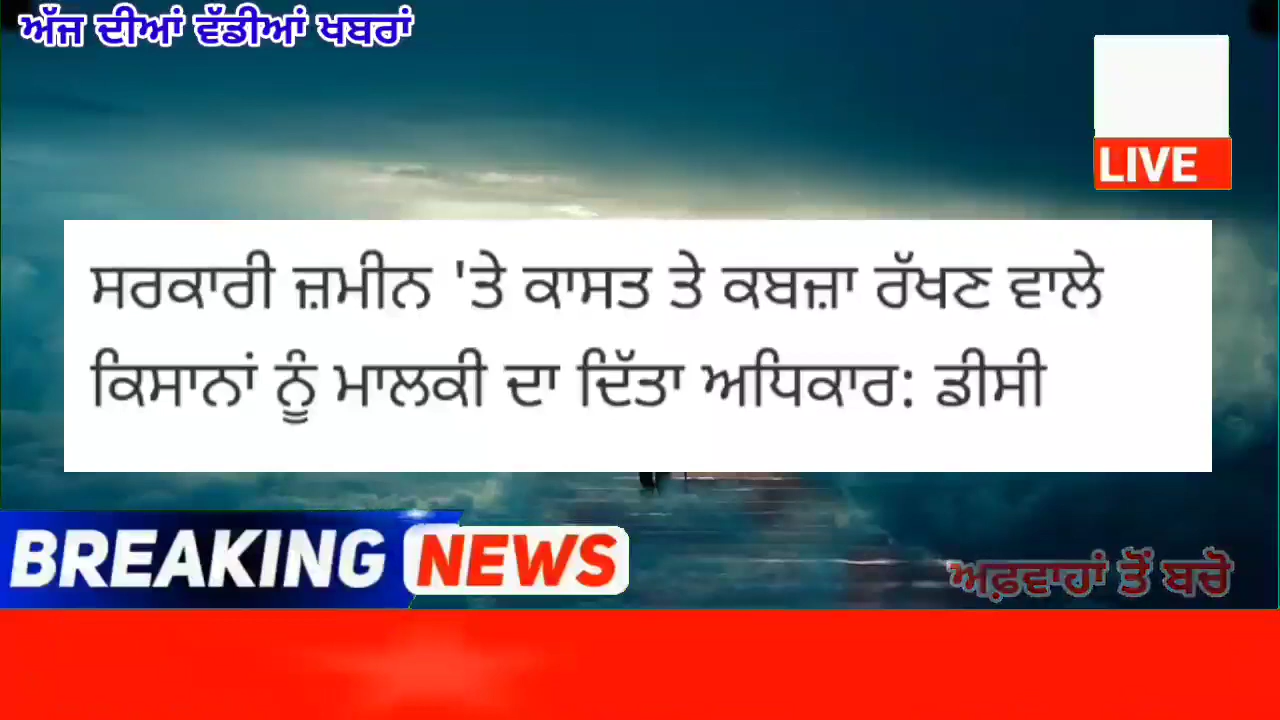 ਅੱਜ ਦੀਆਂ ਵੱਡੀਆਂ ਖਬਰਾਂ
LIVE
ਸਰਕਾਰੀ ਜ਼ਮੀਨ 'ਤੇ ਕਾਸਤ ਤੇ ਕਬਜ਼ਾ ਰੱਖਣ ਵਾਲੇ
ਕਿਸਾਨਾਂ ਨੂੰ ਮਾਲਕੀ ਦਾ ਦਿੱਤਾ ਅਧਿਕਾਰ: ਡੀਸੀ
BREAKING NEWS
ਅਫ਼ਵਾਹਾਂ ਤੋਂ ਬਚੋ